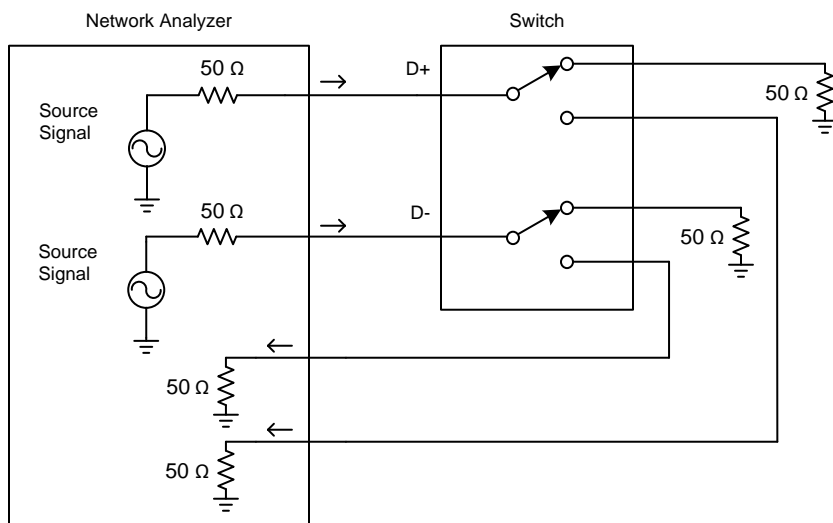 Network Analyzer
Switch
50 Ω
D+
50 Ω
Source
Signal
50 Ω
D-
50 Ω
Source
Signal
50 Ω
50 Ω